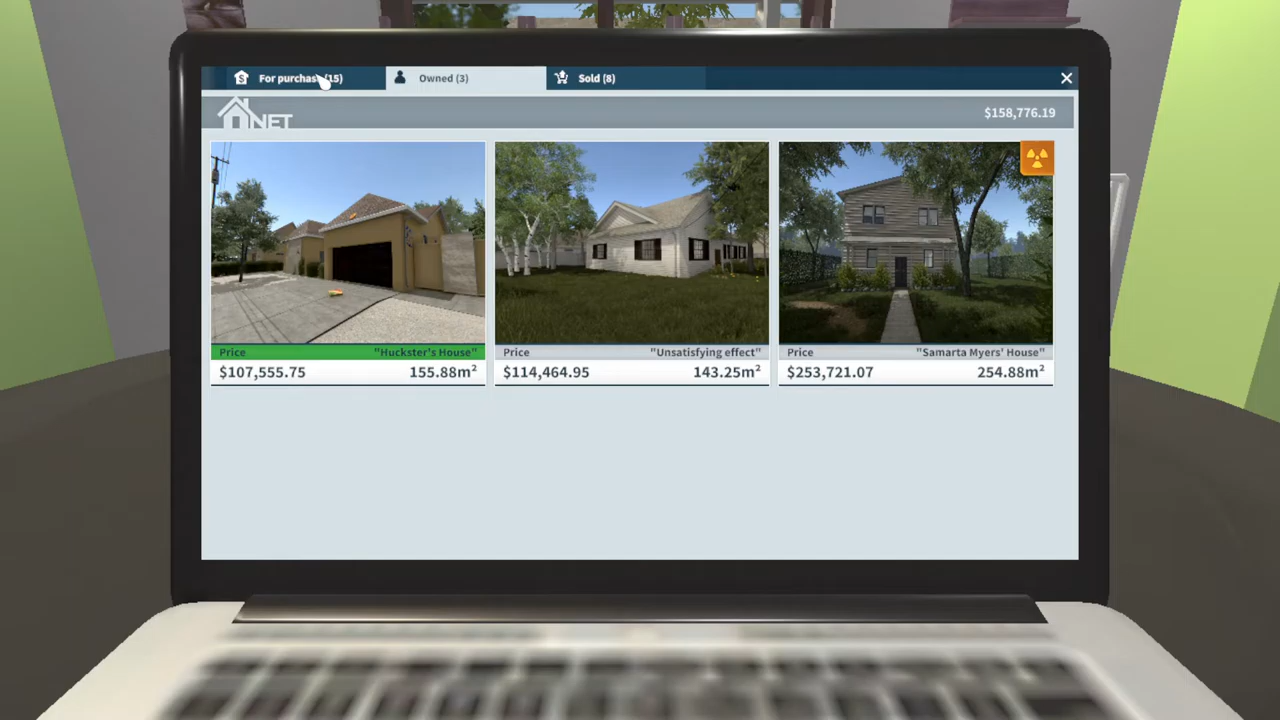 For purchase (15)
Owned (3)
Sold (8)
NET
$158,776.19
Price "Huckster's House"
$107,555.75 155.88m²
Price "Unsatisfying effect"
$114,464.95 143.25m²
Price "Samarta Myers' House"
$253,721.07 254.88m²